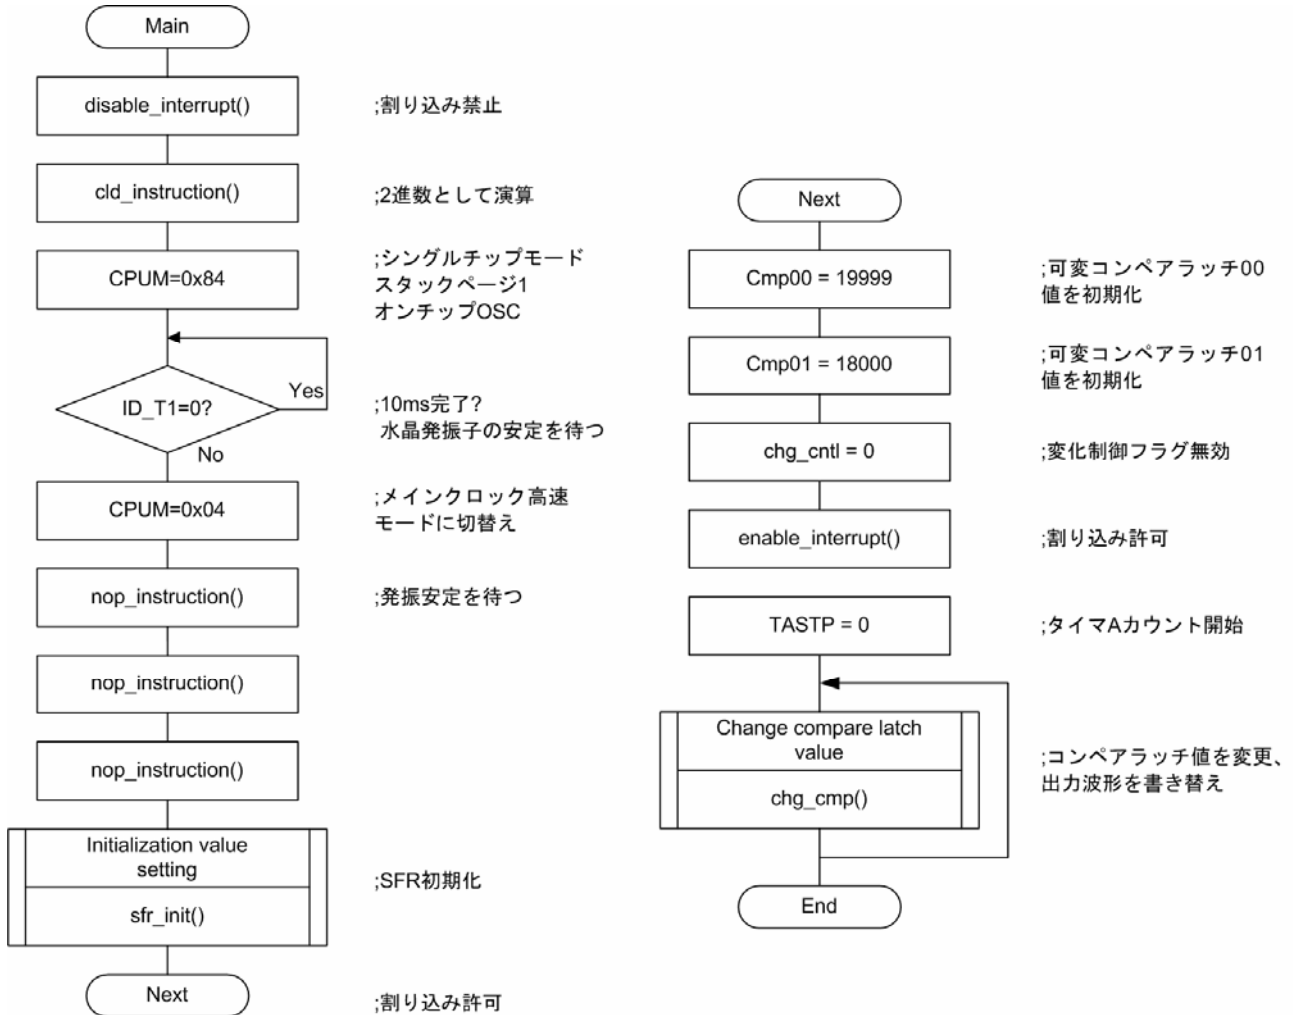 Main
disable_interrupt()
;割り込み禁止
cld_instruction()
;2進数として演算
CPUM=0x84
;シングルチップモード
スタックページ1
オンチップOSC
Yes
ID_T1=0?
;10ms完了?
水晶発振子の安定を待つ
No
CPUM=0x04
;メインクロック高速
モードに切替え
nop_instruction()
;発振安定を待つ
nop_instruction()
nop_instruction()
Initialization value
setting
sfr_init()
;SFR初期化
Next
;割り込み許可
Next
Cmp00 = 19999
;可変コンペアラッチ00
値を初期化
Cmp01 = 18000
;可変コンペアラッチ01
値を初期化
chg_cntl = 0
;変化制御フラグ無効
enable_interrupt()
;割り込み許可
TASTP = 0
;タイマAカウント開始
Change compare latch
value
chg_cmp()
;コンペアラッチ値を変更、
出力波形を書き替え
End